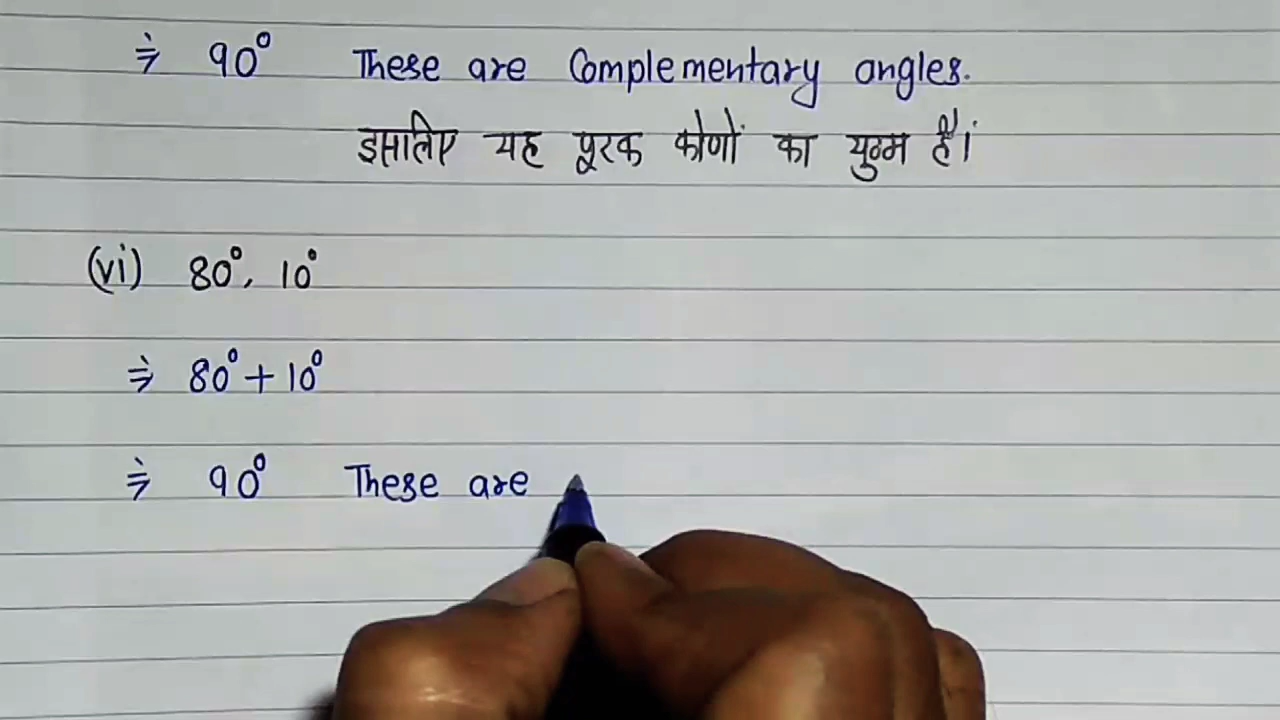 ⇒ 90° These are Complementary angles.
इसलिए यह पूरक कोणों का युग्म है।
(vi) 80°, 10°
⇒ 80° + 10°
⇒ 90° These are